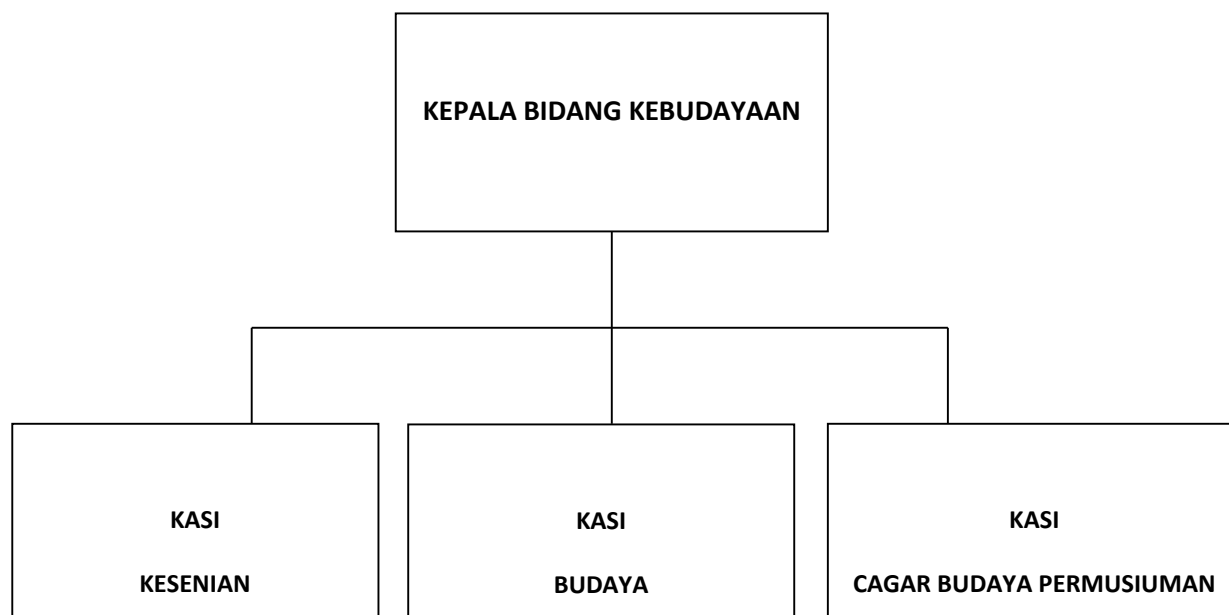 KEPALA BIDANG KEBUDAYAAN
KASI
KESENIAN
KASI
BUDAYA
KASI
CAGAR BUDAYA PERMUSIUMAN